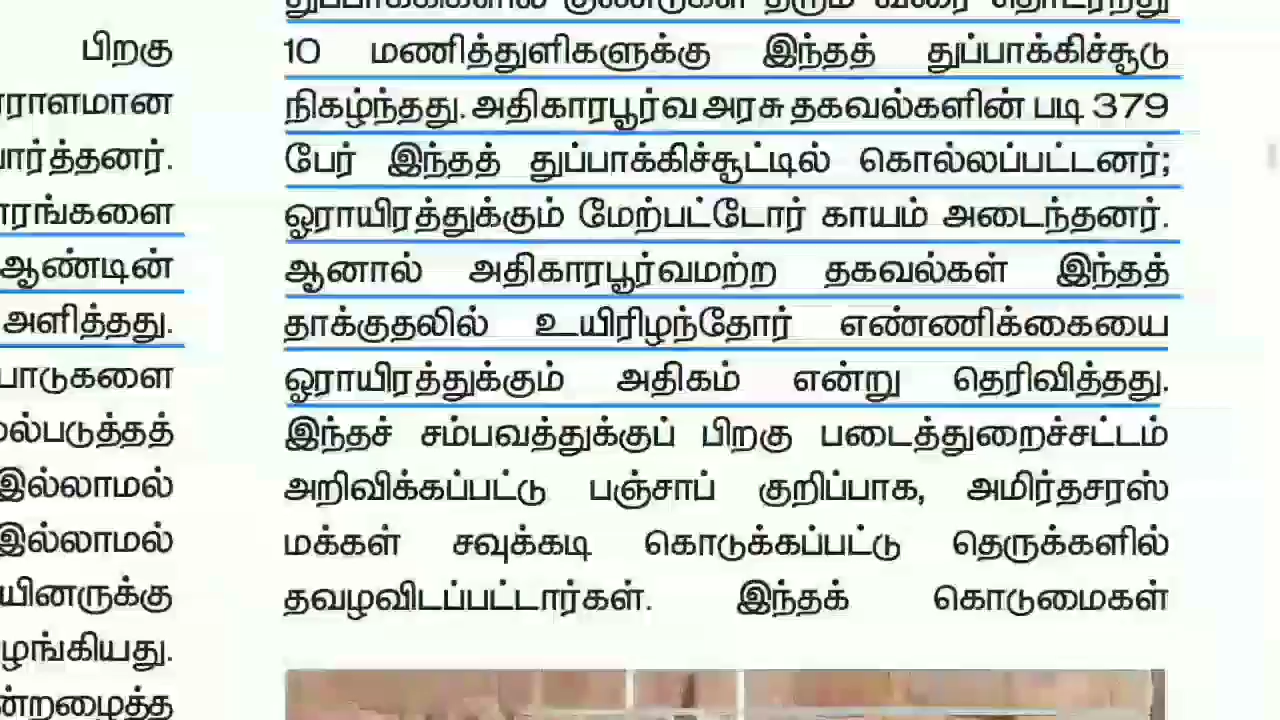 பிறகு
ஆண்டின்
அளித்தது.
இல்லாமல்
இல்லாமல்
துப்பாக்கிகளில் குண்டுகள் தீரும் வரை தொடர்ந்து
10 மணித்துளிகளுக்கு இந்தத் துப்பாக்கிச்சூடு
நிகழ்ந்தது. அதிகாரபூர்வ அரசு தகவல்களின் படி 379
பேர் இந்தத் துப்பாக்கிச்சூட்டில் கொல்லப்பட்டனர்;
ஓராயிரத்துக்கும் மேற்பட்டோர் காயம் அடைந்தனர்.
ஆனால் அதிகாரபூர்வமற்ற தகவல்கள் இந்தத்
தாக்குதலில் உயிரிழந்தோர் எண்ணிக்கையை
ஓராயிரத்துக்கும் அதிகம் என்று தெரிவித்தது.
இந்தச் சம்பவத்துக்குப் பிறகு படைத்துறைச்சட்டம்
அறிவிக்கப்பட்டு பஞ்சாப் குறிப்பாக, அமிர்தசரஸ்
மக்கள் சவுக்கடி கொடுக்கப்பட்டு தெருக்களில்
தவழவிடப்பட்டார்கள். இந்தக் கொடுமைகள்